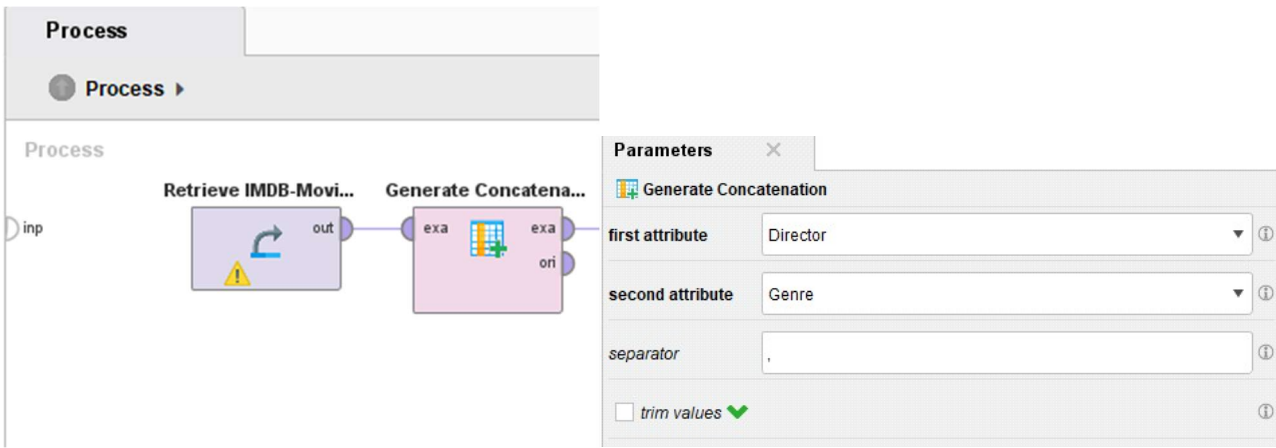 Process
Process
Process
Retrieve IMDB-Movi...
Generate Concatena...
inp
out
exa
exa
ori
Parameters
Generate Concatenation
first attribute
Director
second attribute
Genre
separator
,
trim values